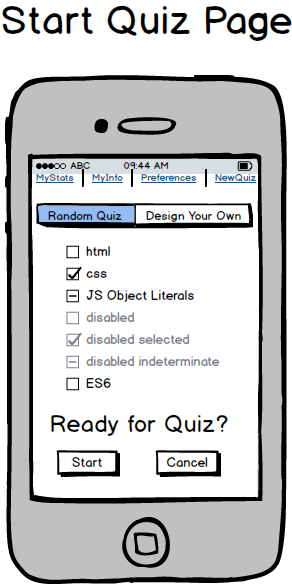 Start Quiz Page
ABC 09:44 AM
MyStats MyInfo Preferences NewQuiz
Random Quiz Design Your Own
html
css
JS Object Literals
disabled
disabled selected
disabled indeterminate
ES6
Ready for Quiz?
Start Cancel